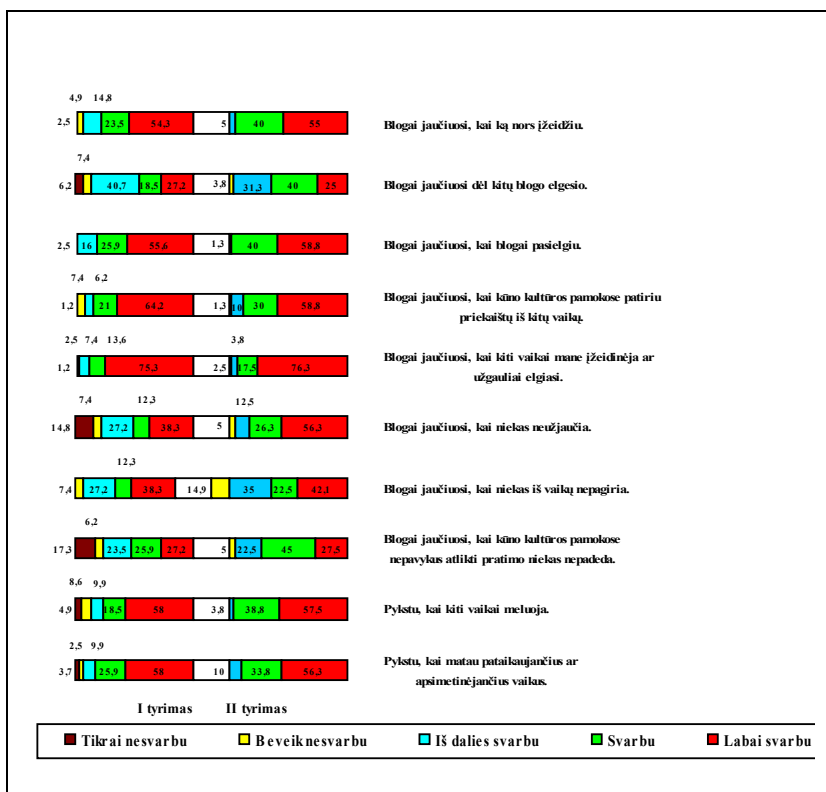 4,9 14,8
2,5 23,5 54,3 5 40 55 Blogai jaučiuosi, kai ką nors įžeidžiu.
7,4
6,2 40,7 18,5 27,2 3,8 31,3 40 25 Blogai jaučiuosi dėl kitų blogo elgesio.
2,5 16 25,9 55,6 1,3 40 58,8 Blogai jaučiuosi, kai blogai pasielgiu.
7,4 6,2
1,2 21 64,2 1,3 10 30 58,8 Blogai jaučiuosi, kai kūno kultūros pamokose patiriu
priekaištų iš kitų vaikų.
2,5 7,4 13,6 3,8
1,2 75,3 2,5 17,5 76,3 Blogai jaučiuosi, kai kiti vaikai mane įžeidinėja ar
užgauliai elgiasi.
7,4 12,3 12,5
14,8 27,2 38,3 5 26,3 56,3 Blogai jaučiuosi, kai niekas neužjaučia.
12,3
7,4 27,2 38,3 14,9 35 22,5 42,1 Blogai jaučiuosi, kai niekas iš vaikų nepagiria.
6,2
17,3 23,5 25,9 27,2 5 22,5 45 27,5 Blogai jaučiuosi, kai kūno kultūros pamokose
nepavykus atlikti pratimo niekas nepadeda.
8,6 9,9
4,9 18,5 58 3,8 38,8 57,5 Pykstu, kai kiti vaikai meluoja.
2,5 9,9
3,7 25,9 58 10 33,8 56,3 Pykstu, kai matau pataikaujančius ar
apsimetinėjančius vaikus.
I tyrimas II tyrimas
Tikrai nesvarbu Beveik nesvarbu Iš dalies svarbu Svarbu Labai svarbu